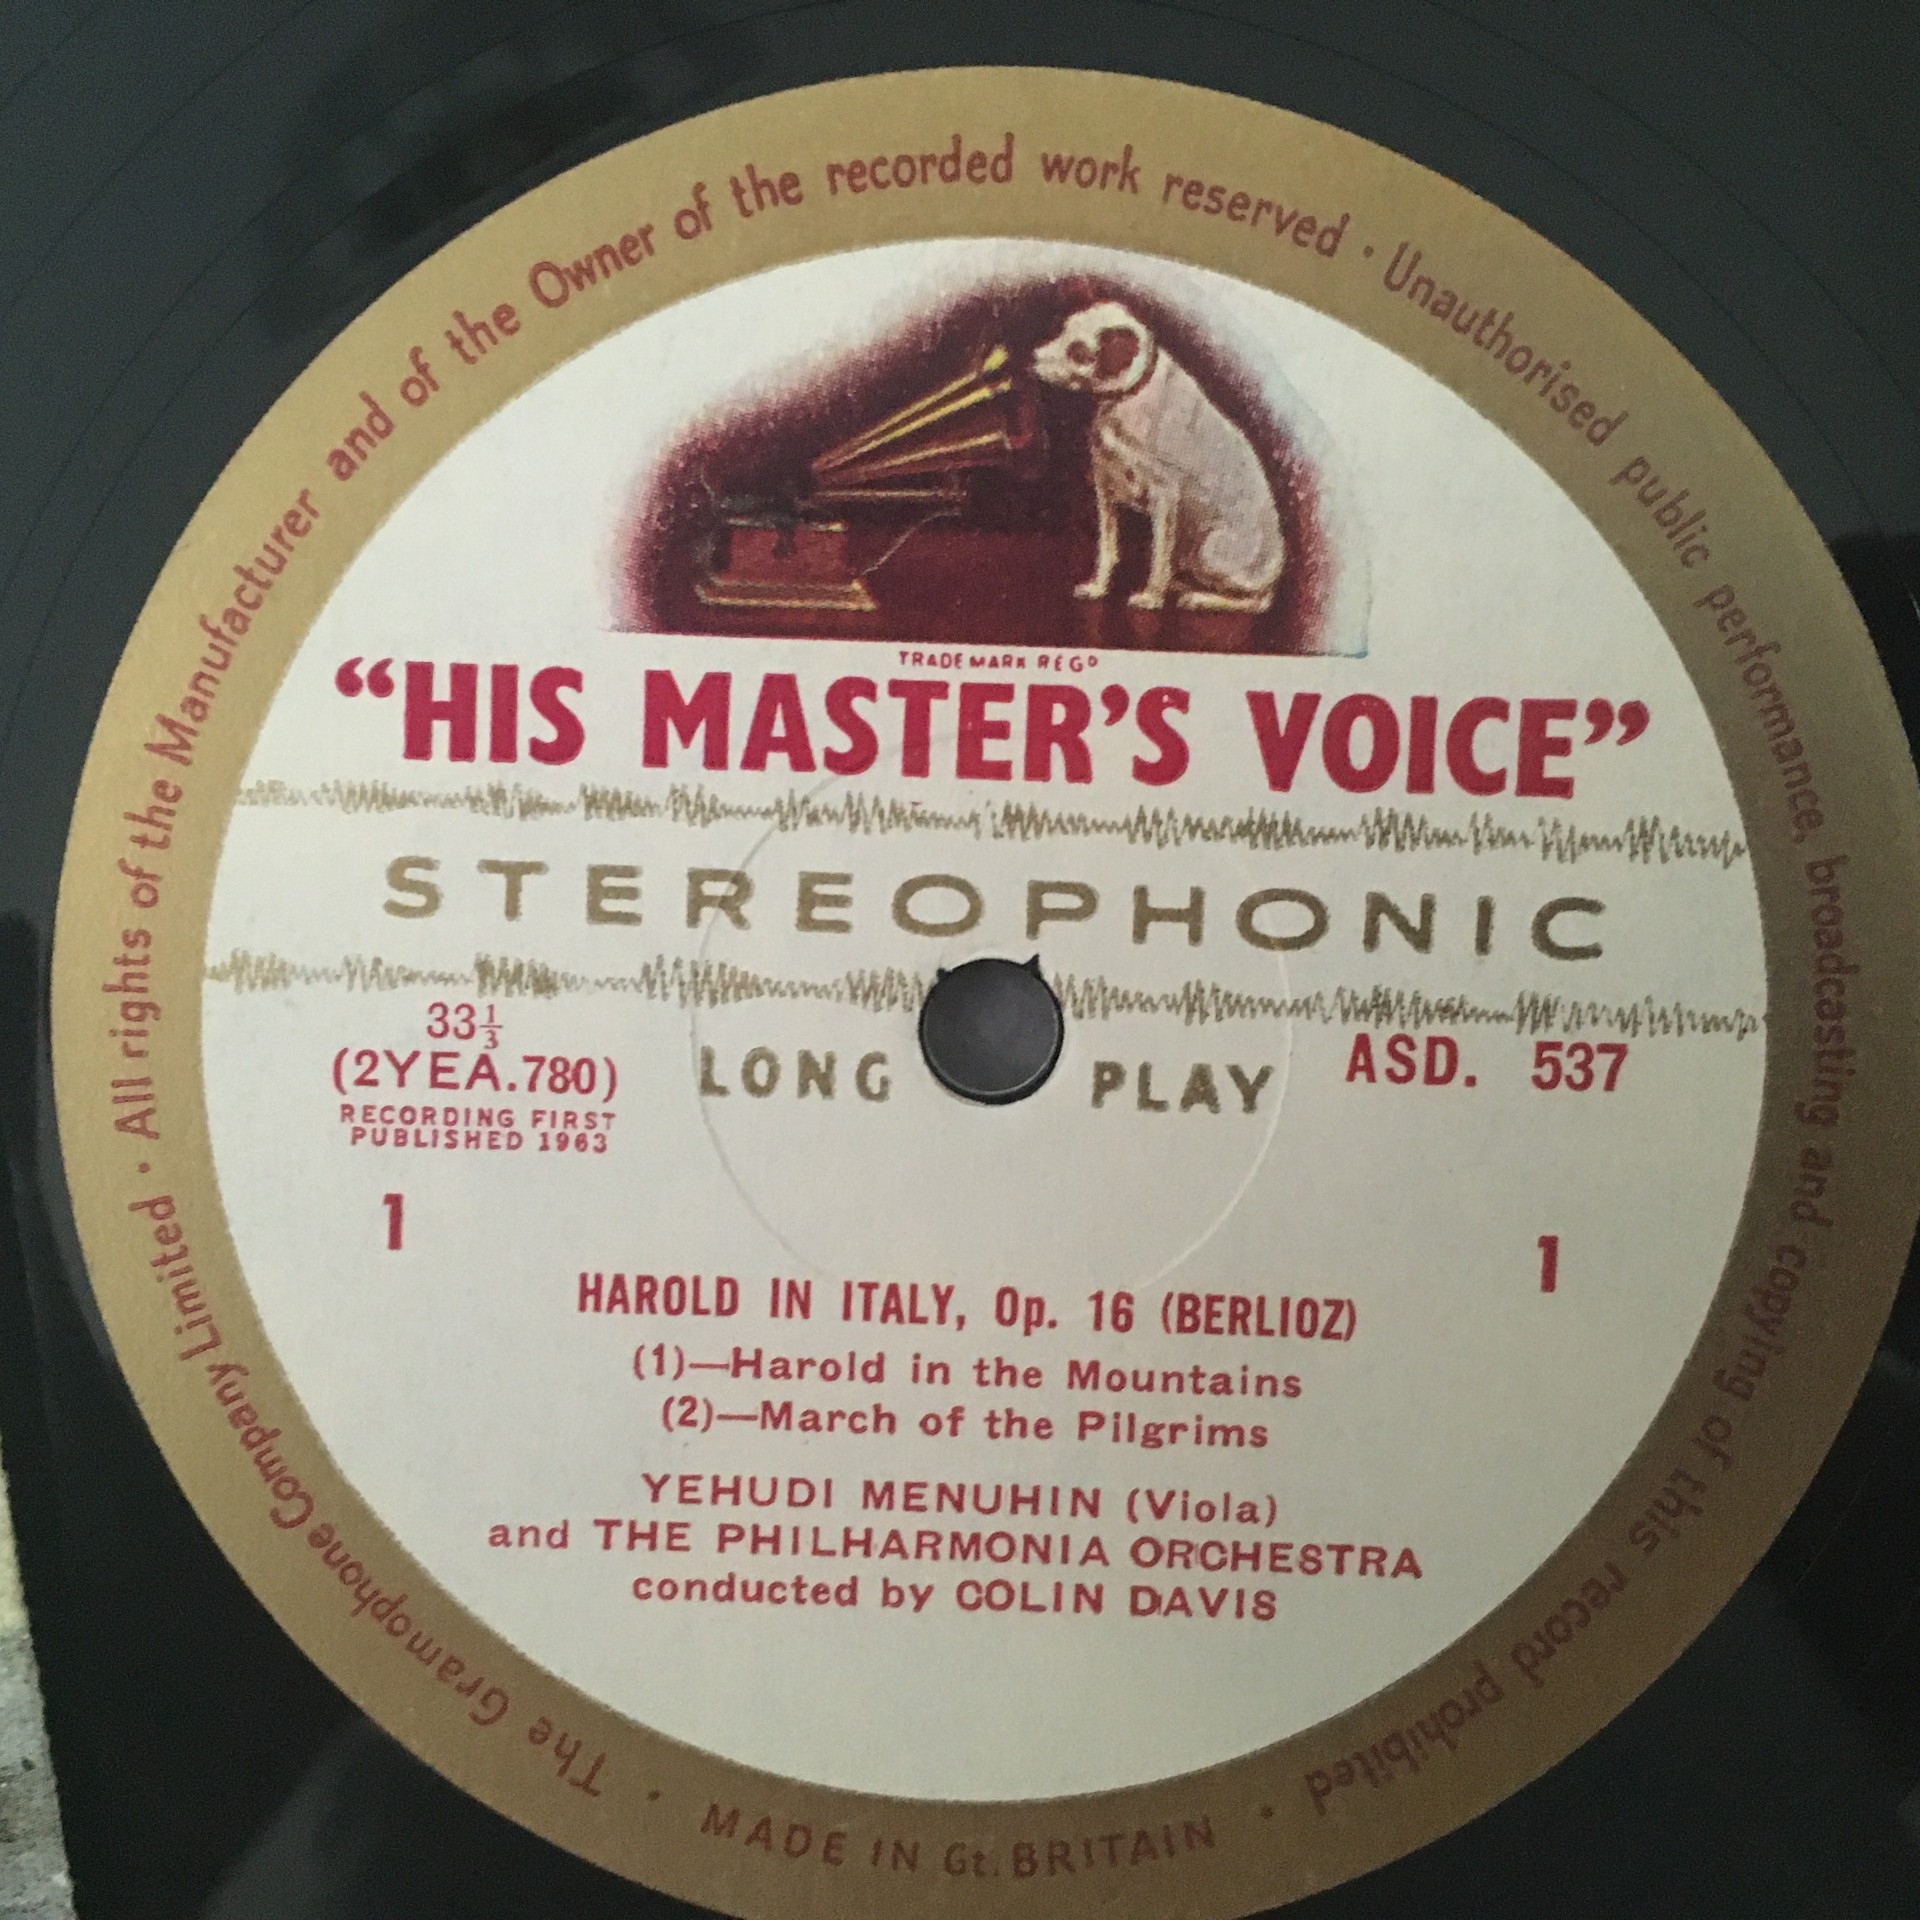 The Gramophone Company Limited · All rights of the Manufacturer and of the Owner of the recorded work reserved · Unauthorised public performance, broadcasting and copying of this record prohibited ·
TRADE MARK REGD
“HIS MASTER’S VOICE”
STEREOPHONIC
33⅓
(2YEA.780)
RECORDING FIRST
PUBLISHED 1963
LONG PLAY
ASD. 537
1 1
HAROLD IN ITALY, Op. 16 (BERLIOZ)
(1)—Harold in the Mountains
(2)—March of the Pilgrims
YEHUDI MENUHIN (Viola)
and THE PHILHARMONIA ORCHESTRA
conducted by COLIN DAVIS
· MADE IN Gt. BRITAIN